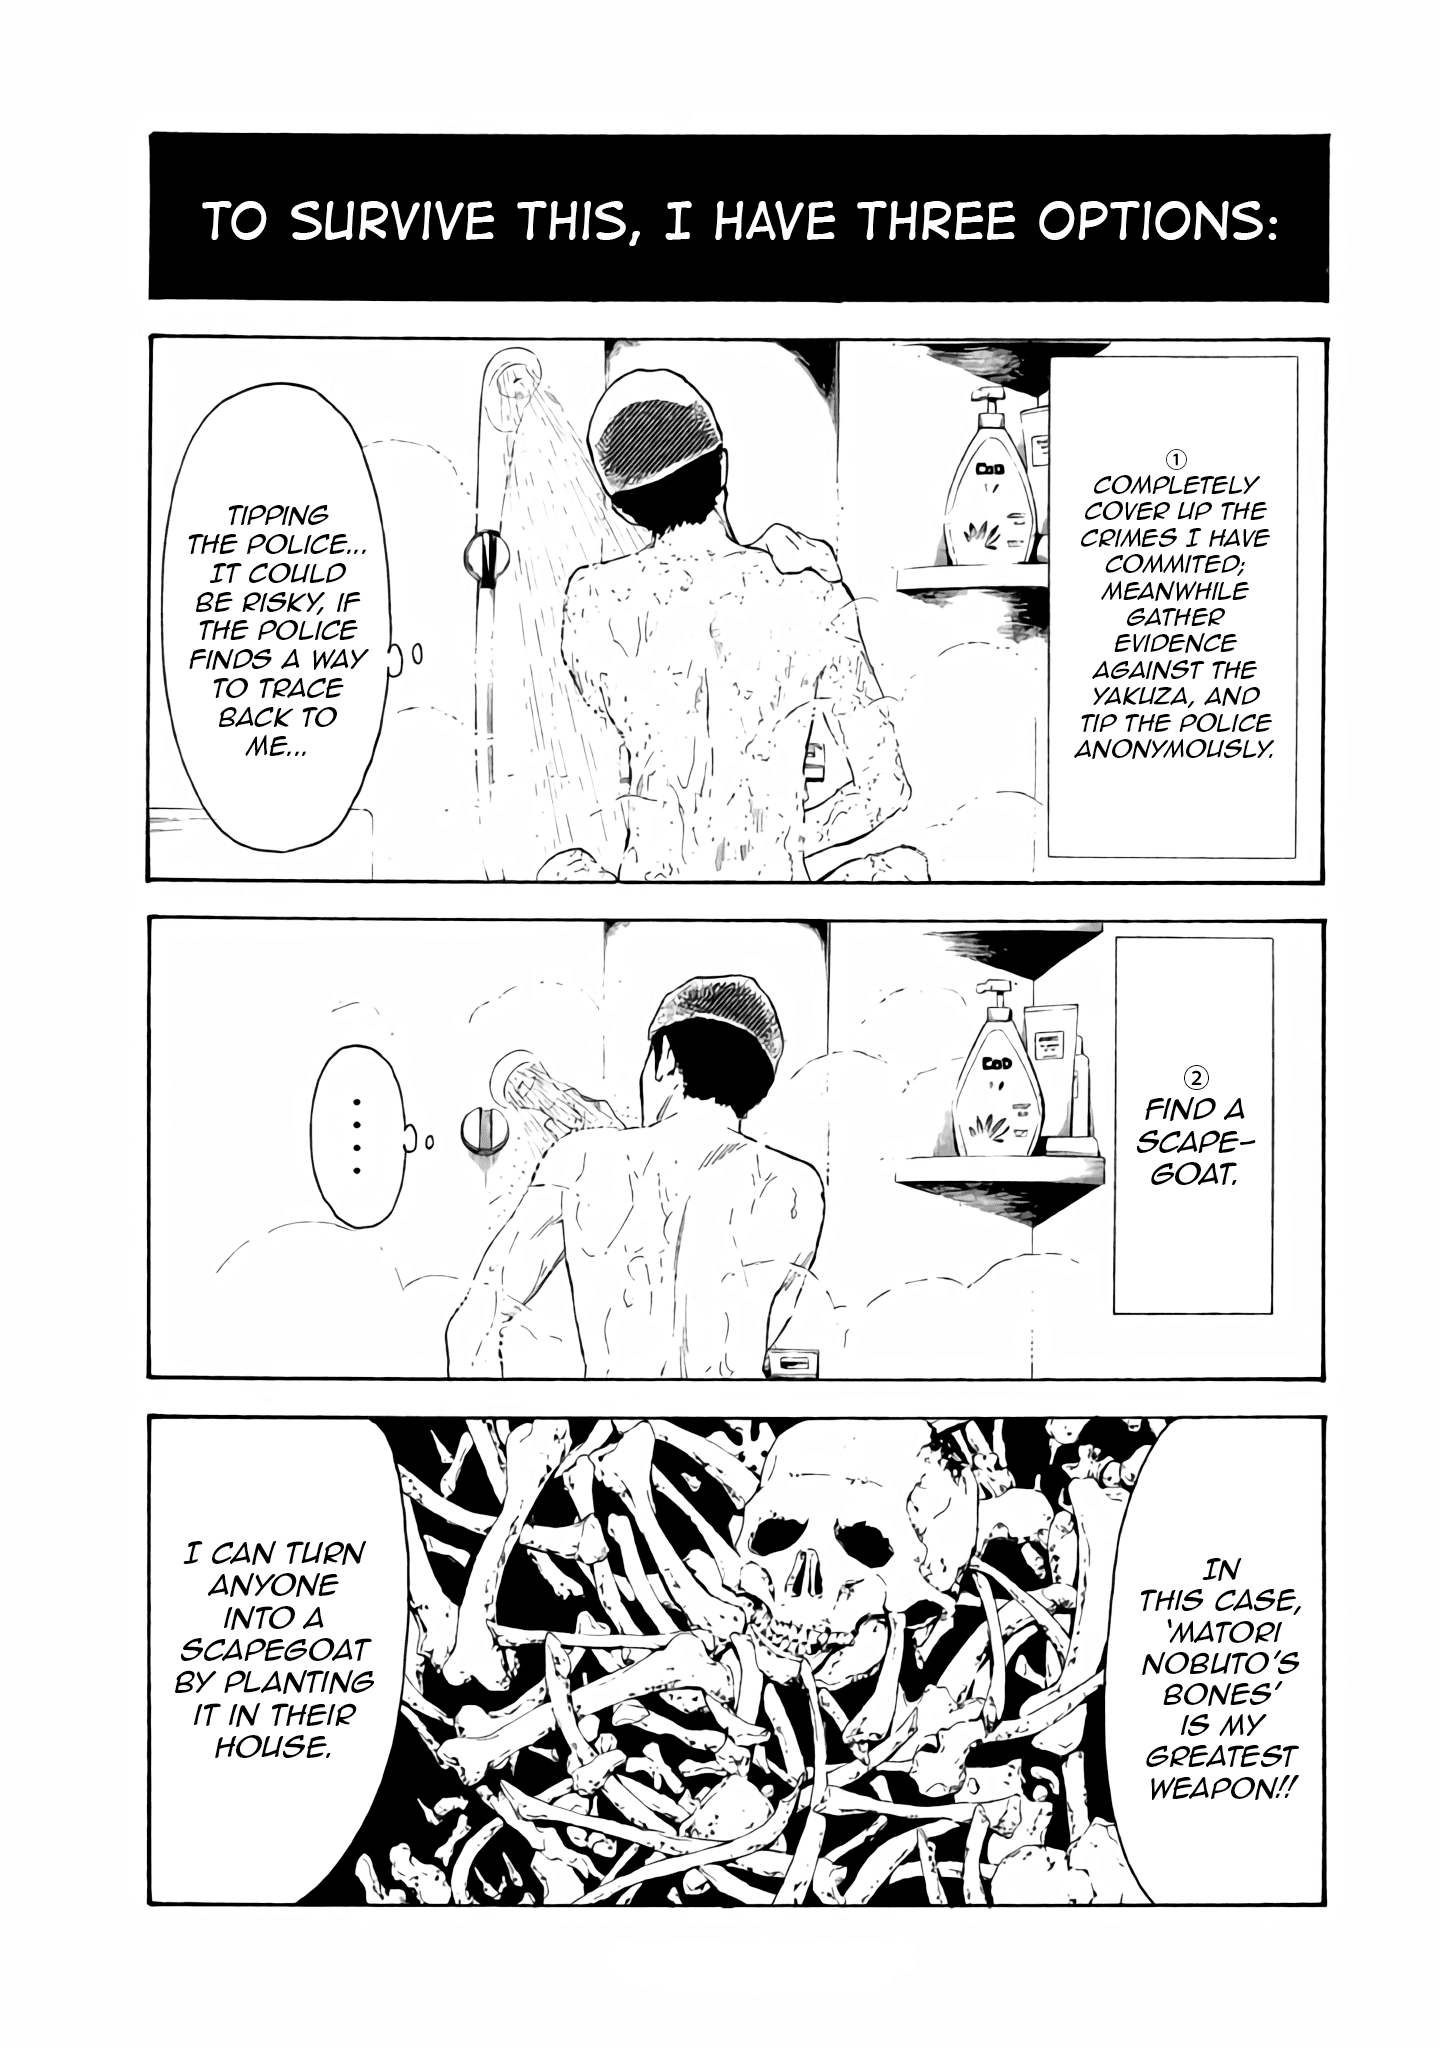 TO SURVIVE THIS, I HAVE THREE OPTIONS:
①
COMPLETELY
COVER UP THE
CRIMES I HAVE
COMMITED;
MEANWHILE
GATHER
EVIDENCE
AGAINST THE
YAKUZA, AND
TIP THE POLICE
ANONYMOUSLY.
COD
TIPPING
THE POLICE...
IT COULD
BE RISKY, IF
THE POLICE
FINDS A WAY
TO TRACE
BACK TO
ME...
②
FIND A
SCAPE-
GOAT.
COD
....
IN
THIS CASE,
'MATORI
NOBUTO'S
BONES'
IS MY
GREATEST
WEAPON!!
I CAN TURN
ANYONE
INTO A
SCAPEGOAT
BY PLANTING
IT IN THEIR
HOUSE.